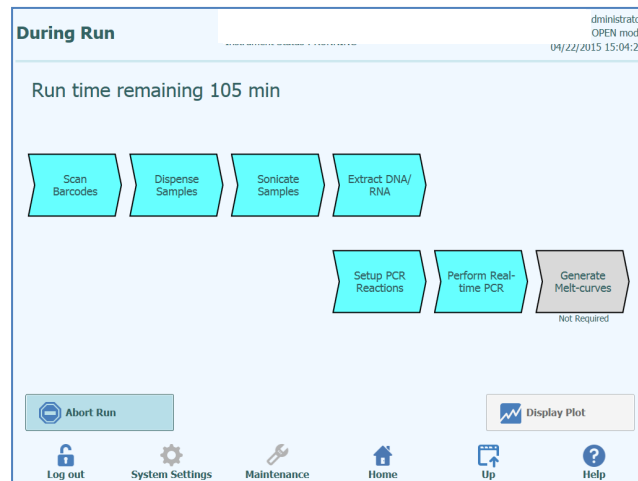 During Run
dministrato
OPEN mod
04/22/2015 15:04:2
Run time remaining 105 min
Scan
Barcodes
Dispense
Samples
Sonicate
Samples
Extract DNA/
RNA
Setup PCR
Reactions
Perform Real-
time PCR
Generate
Melt-curves
Not Required
Abort Run
Display Plot
Log out
System Settings
Maintenance
Home
Up
Help